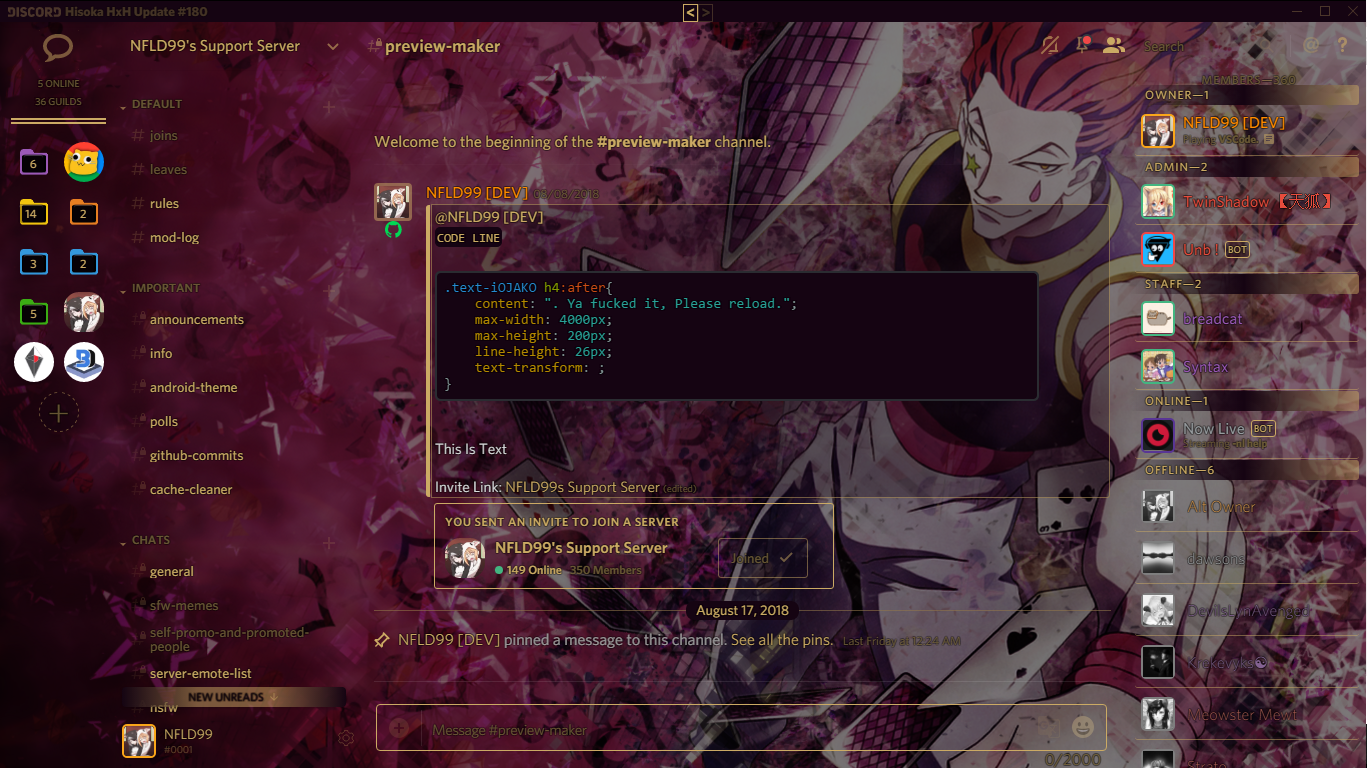 DISCORD Hisoka HxH Update #180
< >
5 ONLINE
36 GUILDS
6
14
2
3
2
5
NFLD99's Support Server
DEFAULT
# joins
# leaves
# rules
# mod-log
IMPORTANT
# announcements
# info
# android-theme
# polls
# github-commits
# cache-cleaner
CHATS
# general
# sfw-memes
# self-promo-and-promoted-
people
# server-emote-list
NEW UNREADS ↓
# nsfw
NFLD99
#0001
#preview-maker
Search
@ ?
Welcome to the beginning of the #preview-maker channel.
NFLD99 [DEV] 05/08/2018
@NFLD99 [DEV]
CODE LINE
.text-iOJAKO h4:after{
content: ". Ya fucked it, Please reload.";
max-width: 4000px;
max-height: 200px;
line-height: 26px;
text-transform: ;
}
This Is Text
Invite Link: NFLD99s Support Server (edited)
YOU SENT AN INVITE TO JOIN A SERVER
NFLD99's Support Server
149 Online 350 Members
Joined
August 17, 2018
NFLD99 [DEV] pinned a message to this channel. See all the pins. Last Friday at 12:24 AM
Message #preview-maker
0/2000
OWNER—1
NFLD99 [DEV]
Playing VSCode
ADMIN—2
TwinShadow 【天狐】
Unb ! BOT
STAFF—2
breadcat
Syntax
ONLINE—1
Now Live BOT
Streaming -nl help
OFFLINE—6
Alt Owner
dawsons
DevilsLynAvenged
Meowster Mewt